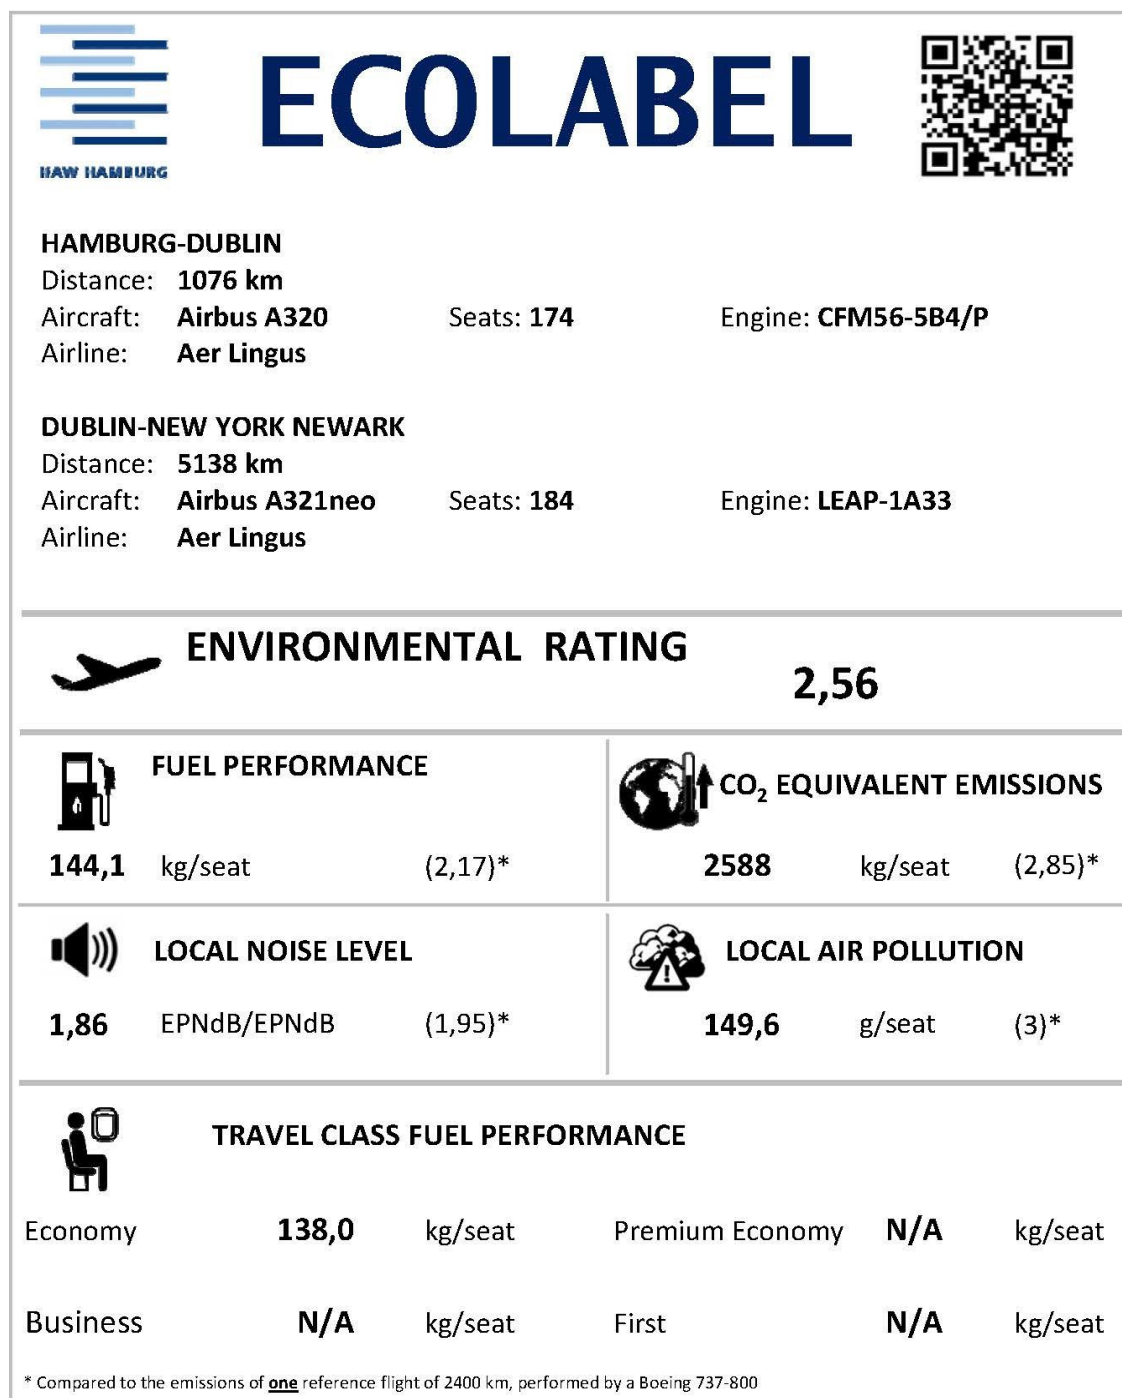 HAW HAMBURG
ECOLABEL
HAMBURG-DUBLIN
Distance: 1076 km
Aircraft: Airbus A320 Seats: 174 Engine: CFM56-5B4/P
Airline: Aer Lingus
DUBLIN-NEW YORK NEWARK
Distance: 5138 km
Aircraft: Airbus A321neo Seats: 184 Engine: LEAP-1A33
Airline: Aer Lingus
ENVIRONMENTAL RATING
2,56
FUEL PERFORMANCE
144,1 kg/seat (2,17)*
CO₂ EQUIVALENT EMISSIONS
2588 kg/seat (2,85)*
LOCAL NOISE LEVEL
1,86 EPNdB/EPNdB (1,95)*
LOCAL AIR POLLUTION
149,6 g/seat (3)*
TRAVEL CLASS FUEL PERFORMANCE
Economy 138,0 kg/seat Premium Economy N/A kg/seat
Business N/A kg/seat First N/A kg/seat
* Compared to the emissions of one reference flight of 2400 km, performed by a Boeing 737-800